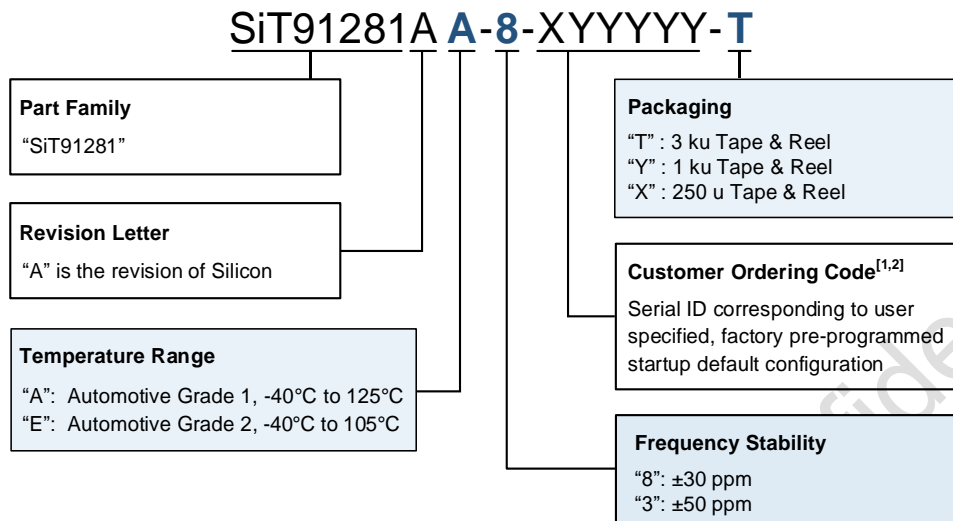 SiT91281A A-8-XYYYYY-T
Part Family
“SiT91281”
Revision Letter
“A” is the revision of Silicon
Temperature Range
“A”: Automotive Grade 1, -40°C to 125°C
“E”: Automotive Grade 2, -40°C to 105°C
Packaging
“T” : 3 ku Tape & Reel
“Y” : 1 ku Tape & Reel
“X” : 250 u Tape & Reel
Customer Ordering Code[1,2]
Serial ID corresponding to user
specified, factory pre-programmed
startup default configuration
Frequency Stability
“8”: ±30 ppm
“3”: ±50 ppm